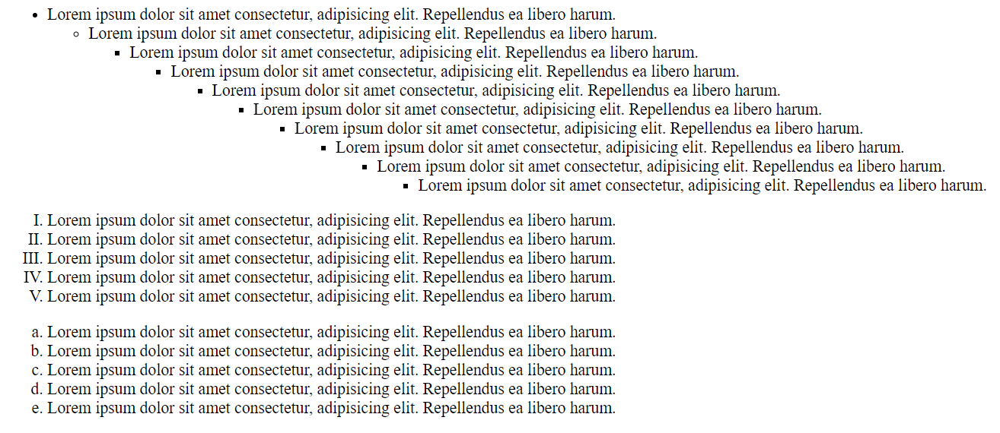 • Lorem ipsum dolor sit amet consectetur, adipisicing elit. Repellendus ea libero harum.
◦ Lorem ipsum dolor sit amet consectetur, adipisicing elit. Repellendus ea libero harum.
▪ Lorem ipsum dolor sit amet consectetur, adipisicing elit. Repellendus ea libero harum.
▪ Lorem ipsum dolor sit amet consectetur, adipisicing elit. Repellendus ea libero harum.
▪ Lorem ipsum dolor sit amet consectetur, adipisicing elit. Repellendus ea libero harum.
▪ Lorem ipsum dolor sit amet consectetur, adipisicing elit. Repellendus ea libero harum.
▪ Lorem ipsum dolor sit amet consectetur, adipisicing elit. Repellendus ea libero harum.
▪ Lorem ipsum dolor sit amet consectetur, adipisicing elit. Repellendus ea libero harum.
▪ Lorem ipsum dolor sit amet consectetur, adipisicing elit. Repellendus ea libero harum.
▪ Lorem ipsum dolor sit amet consectetur, adipisicing elit. Repellendus ea libero harum.
I. Lorem ipsum dolor sit amet consectetur, adipisicing elit. Repellendus ea libero harum.
II. Lorem ipsum dolor sit amet consectetur, adipisicing elit. Repellendus ea libero harum.
III. Lorem ipsum dolor sit amet consectetur, adipisicing elit. Repellendus ea libero harum.
IV. Lorem ipsum dolor sit amet consectetur, adipisicing elit. Repellendus ea libero harum.
V. Lorem ipsum dolor sit amet consectetur, adipisicing elit. Repellendus ea libero harum.
a. Lorem ipsum dolor sit amet consectetur, adipisicing elit. Repellendus ea libero harum.
b. Lorem ipsum dolor sit amet consectetur, adipisicing elit. Repellendus ea libero harum.
c. Lorem ipsum dolor sit amet consectetur, adipisicing elit. Repellendus ea libero harum.
d. Lorem ipsum dolor sit amet consectetur, adipisicing elit. Repellendus ea libero harum.
e. Lorem ipsum dolor sit amet consectetur, adipisicing elit. Repellendus ea libero harum.